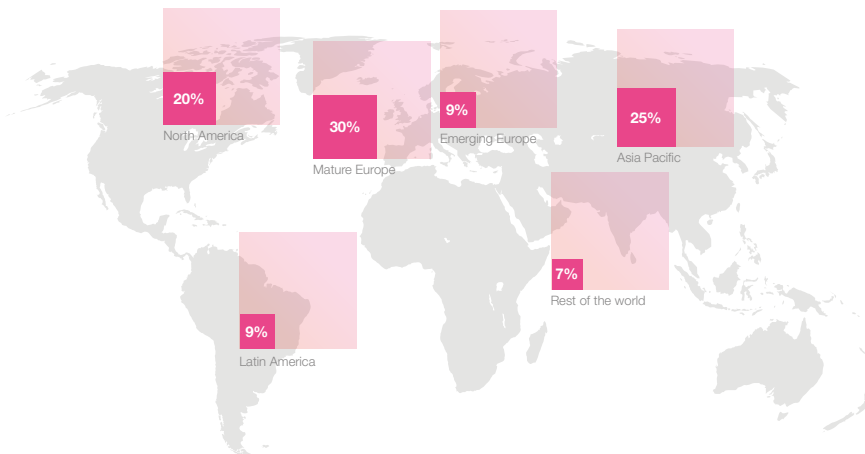 20%
North America
30%
Mature Europe
9%
Emerging Europe
25%
Asia Pacific
7%
Rest of the world
9%
Latin America